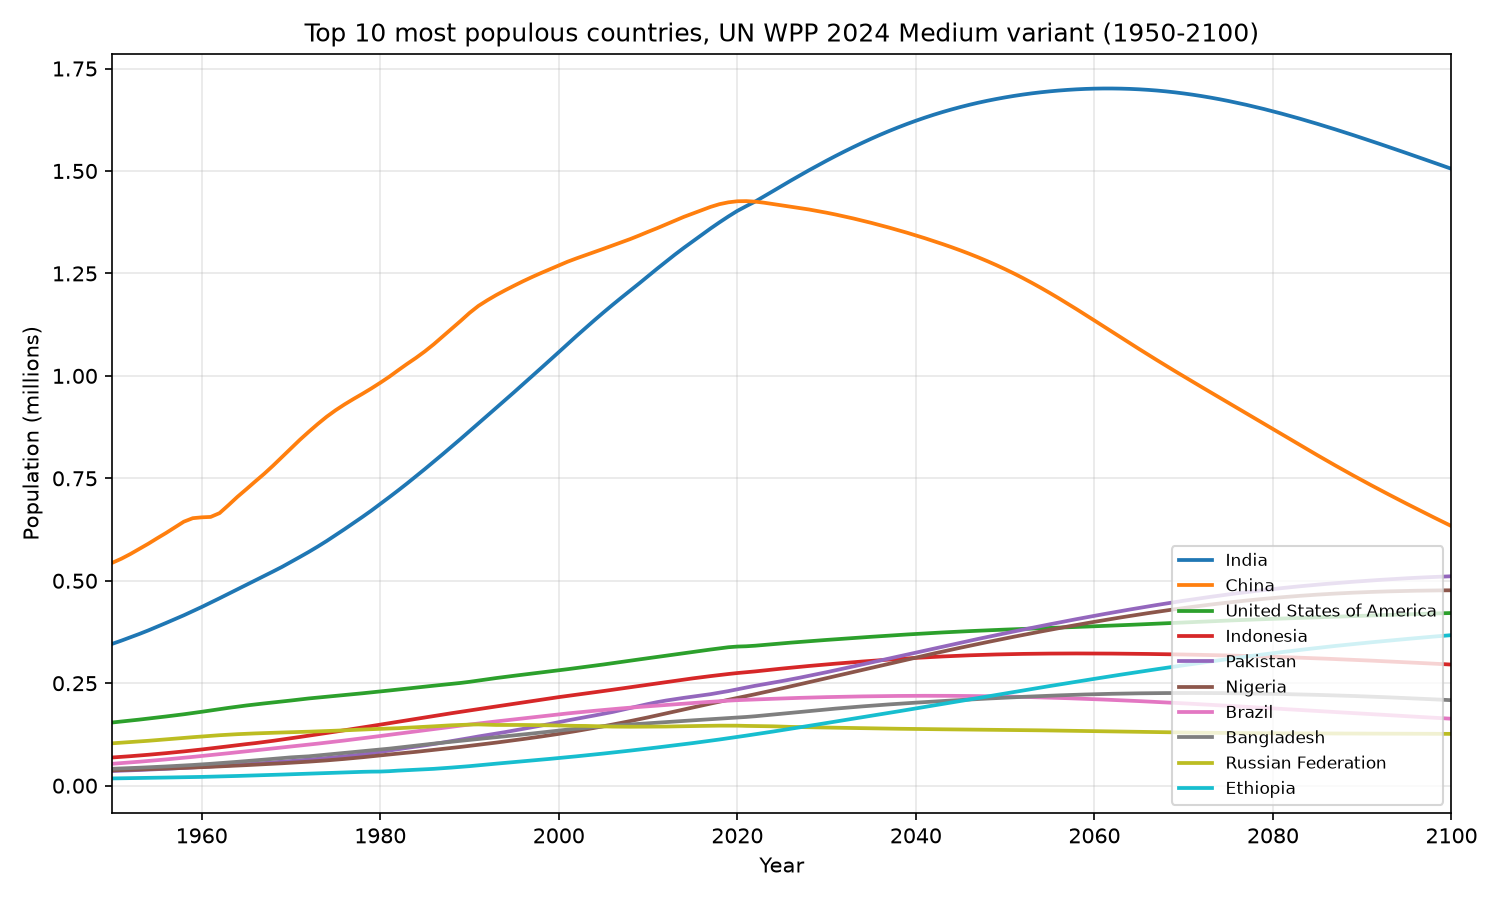 Top 10 most populous countries, UN WPP 2024 Medium variant (1950-2100)
Population (millions)
1.75
1.50
1.25
1.00
0.75
0.50
0.25
0.00
India
China
United States of America
Indonesia
Pakistan
Nigeria
Brazil
Bangladesh
Russian Federation
Ethiopia
1960 1980 2000 2020 2040 2060 2080 2100
Year